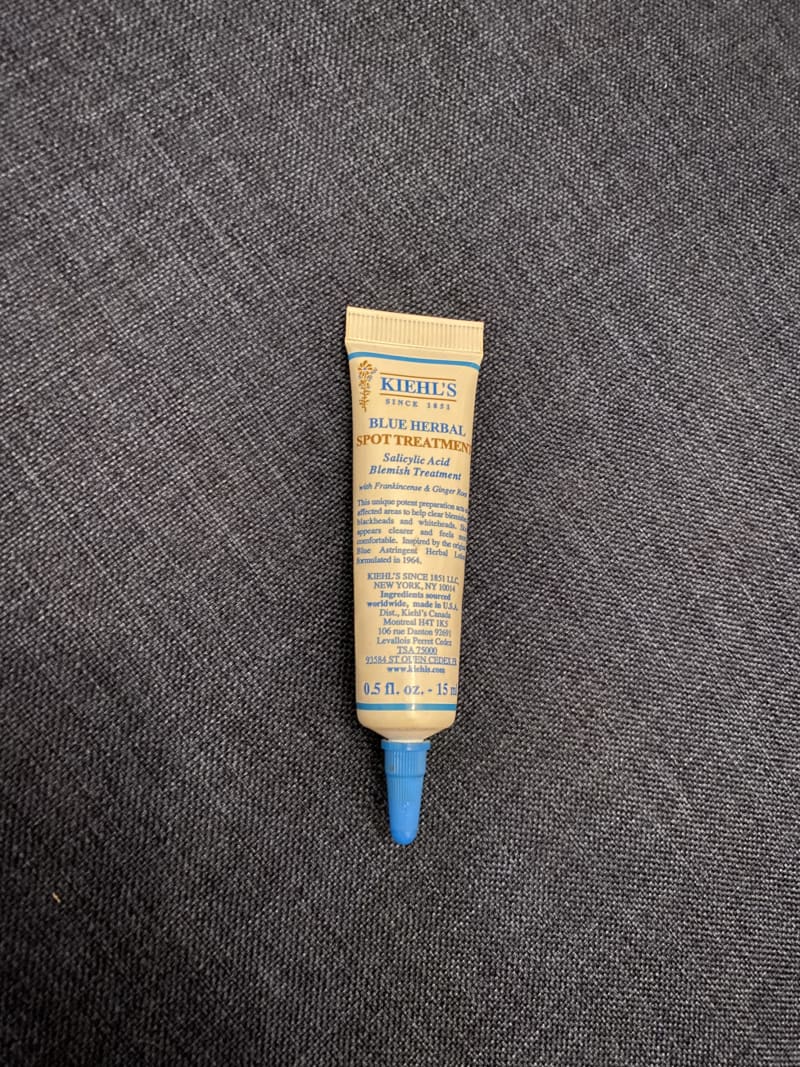 KIEHL'S
SINCE 1851
BLUE HERBAL
SPOT TREATMENT
Salicylic Acid
Blemish Treatment
with Frankincense & Ginger Root
This unique potent preparation acts
affected areas to help clear blemishes,
blackheads and whiteheads.
appears clearer and feels
comfortable. Inspired by the original
Blue Astringent Herbal Lotion
formulated in 1964.
KIEHL'S SINCE 1851 LLC,
NEW YORK, NY 10014
Ingredients sourced
worldwide, made in U.S.A.
Dist., Kiehl's Canada
Montreal H4T 1K5
106 rue Danton 92691
Levallois Perret Cedex
TSA 75000
93584 ST OUEN CEDEX
www.kiehls.com
0.5 fl. oz. - 15 ml